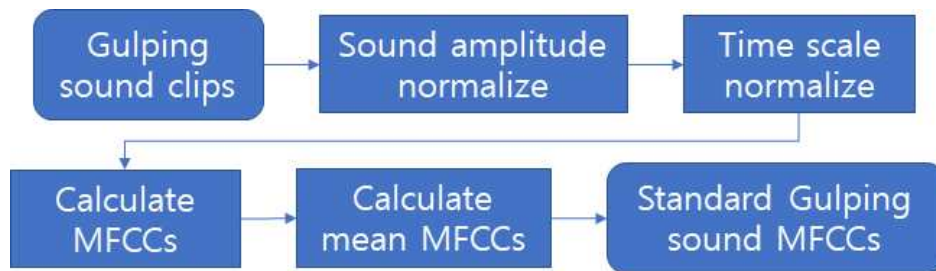 Gulping
sound clips
Sound amplitude
normalize
Time scale
normalize
Calculate
MFCCs
Calculate
mean MFCCs
Standard Gulping
sound MFCCs